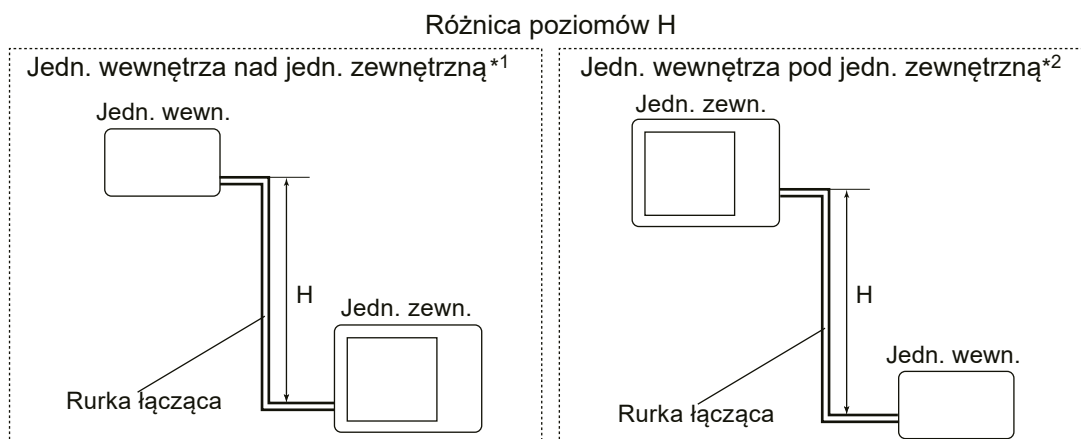 Różnica poziomów H
Jedn. wewnętrza nad jedn. zewnętrzną*1
Jedn. wewn.
H
Jedn. zewn.
Rurka łącząca
Jedn. wewnętrza pod jedn. zewnętrzną*2
Jedn. zewn.
H
Jedn. wewn.
Rurka łącząca